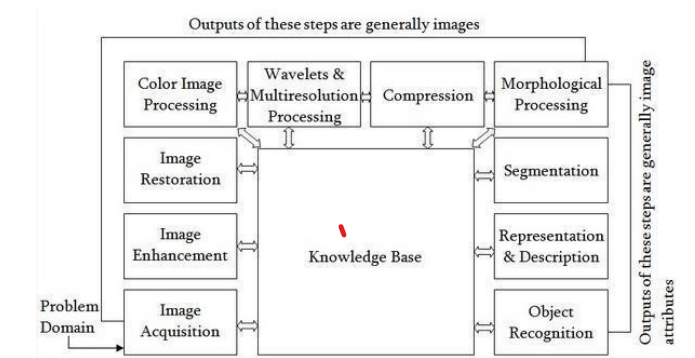 Outputs of these steps are generally images
Color Image
Processing
Wavelets &
Multiresolution
Processing
Compression
Morphological
Processing
Image
Restoration
Segmentation
Image
Enhancement
Knowledge Base
Representation
& Description
Problem
Domain
Image
Acquisition
Object
Recognition
Outputs of these steps are generally image
attributes